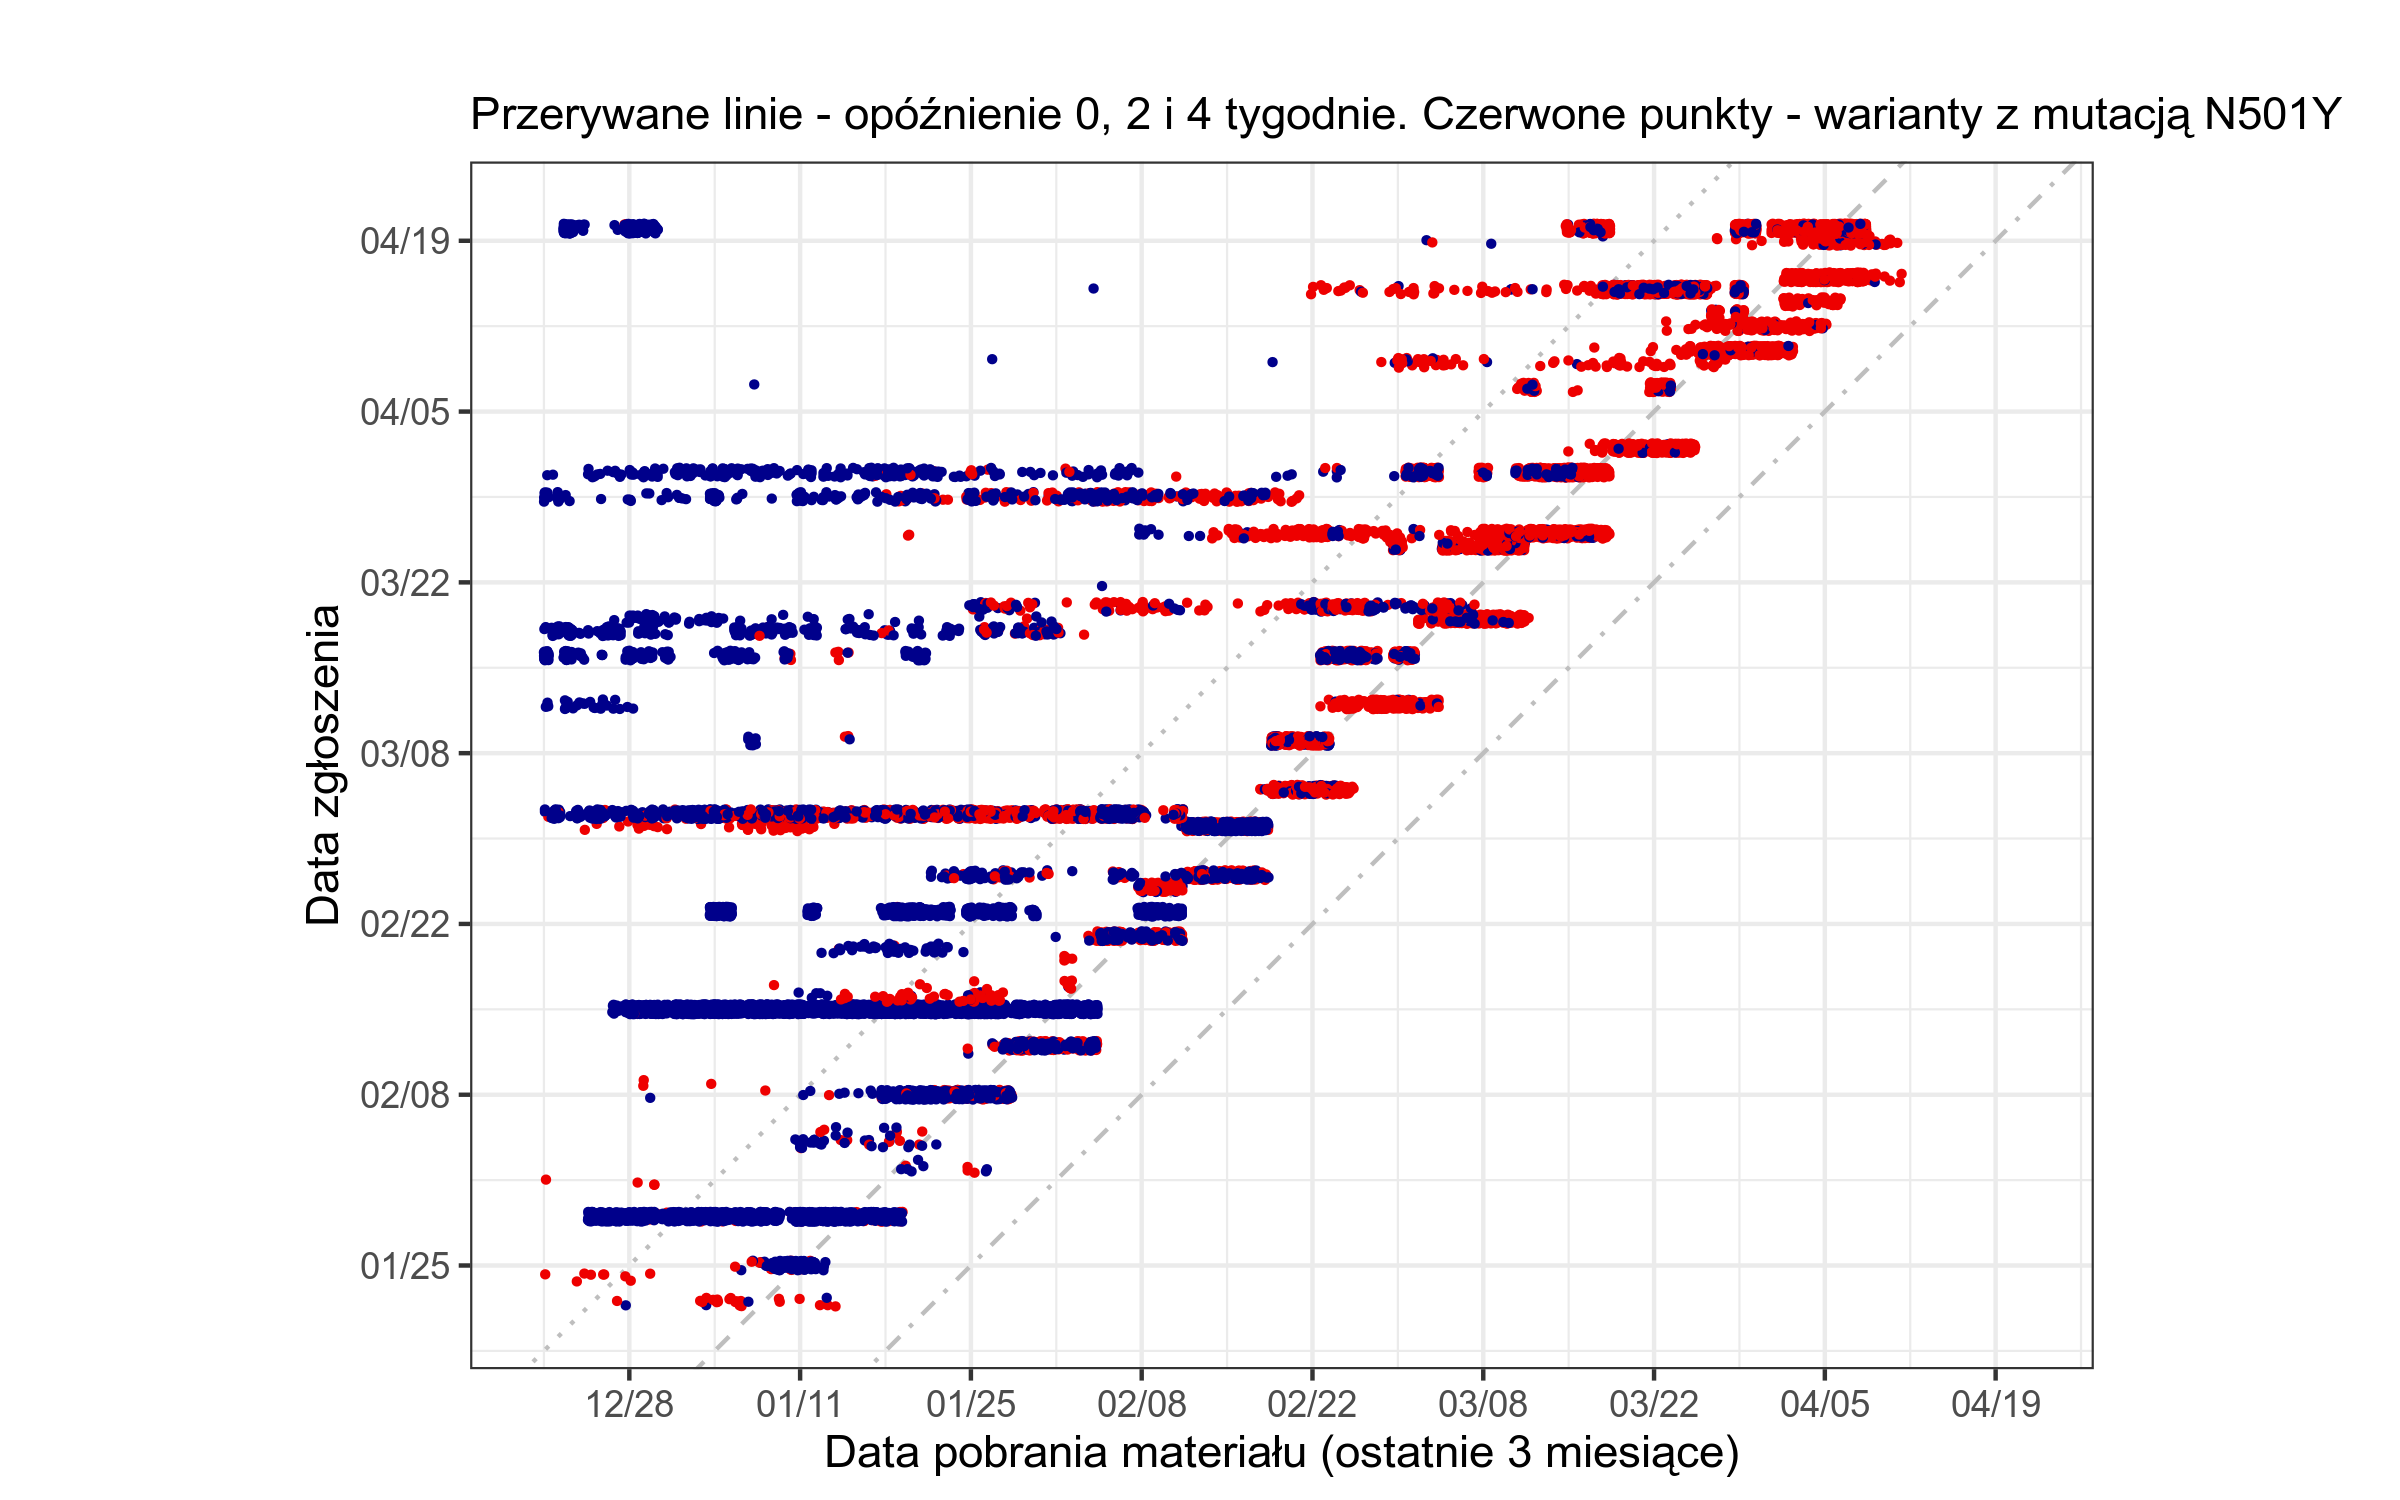 Przerywane linie - opóźnienie 0, 2 i 4 tygodnie. Czerwone punkty - warianty z mutacją N501Y
Data zgłoszenia
04/19
04/05
03/22
03/08
02/22
02/08
01/25
12/28 01/11 01/25 02/08 02/22 03/08 03/22 04/05 04/19
Data pobrania materiału (ostatnie 3 miesiące)